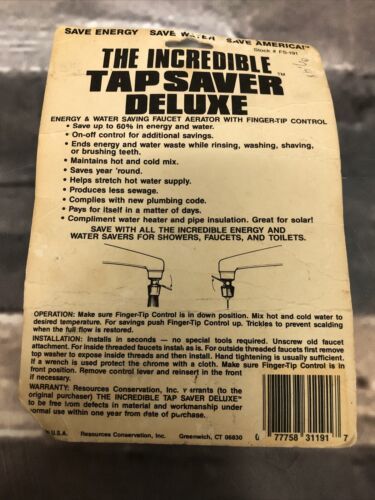 SAVE ENERGY SAVE WATER SAVE AMERICA!™
Stock # FS-191
THE INCREDIBLE
TAP SAVER™
DELUXE
ENERGY & WATER SAVING FAUCET AERATOR WITH FINGER-TIP CONTROL
• Save up to 60% in energy and water.
• On-off control for additional savings.
• Ends energy and water waste while rinsing, washing, shaving,
or brushing teeth.
• Maintains hot and cold mix.
• Saves year 'round.
• Helps stretch hot water supply.
• Produces less sewage.
• Complies with new plumbing code.
• Pays for itself in a matter of days.
• Compliment water heater and pipe insulation. Great for solar!
SAVE WITH ALL THE INCREDIBLE ENERGY AND
WATER SAVERS FOR SHOWERS, FAUCETS, AND TOILETS.
OPERATION: Make sure Finger-Tip Control is in down position. Mix hot and cold water to
desired temperature. For savings push Finger-Tip Control up. Trickles to prevent scalding
when the full flow is restored.
INSTALLATION: Installs in seconds — no special tools required. Unscrew old faucet
attachment. For inside threaded faucets install as is. For outside threaded faucets first remove
top washer to expose inside threads and then install. Hand tightening is usually sufficient.
If a wrench is used protect the chrome with a cloth. Make sure Finger-Tip Control is in
front position. Remove control lever and reinsert in the front
if necessary.
WARRANTY: Resources Conservation, Inc. warrants (to the
original purchaser) THE INCREDIBLE TAP SAVER DELUXE™
to be free from defects in material and workmanship under
normal use within one year from date of purchase.
in U.S.A. Resources Conservation, Inc. Greenwich, CT 06830
0 77758 31191 7